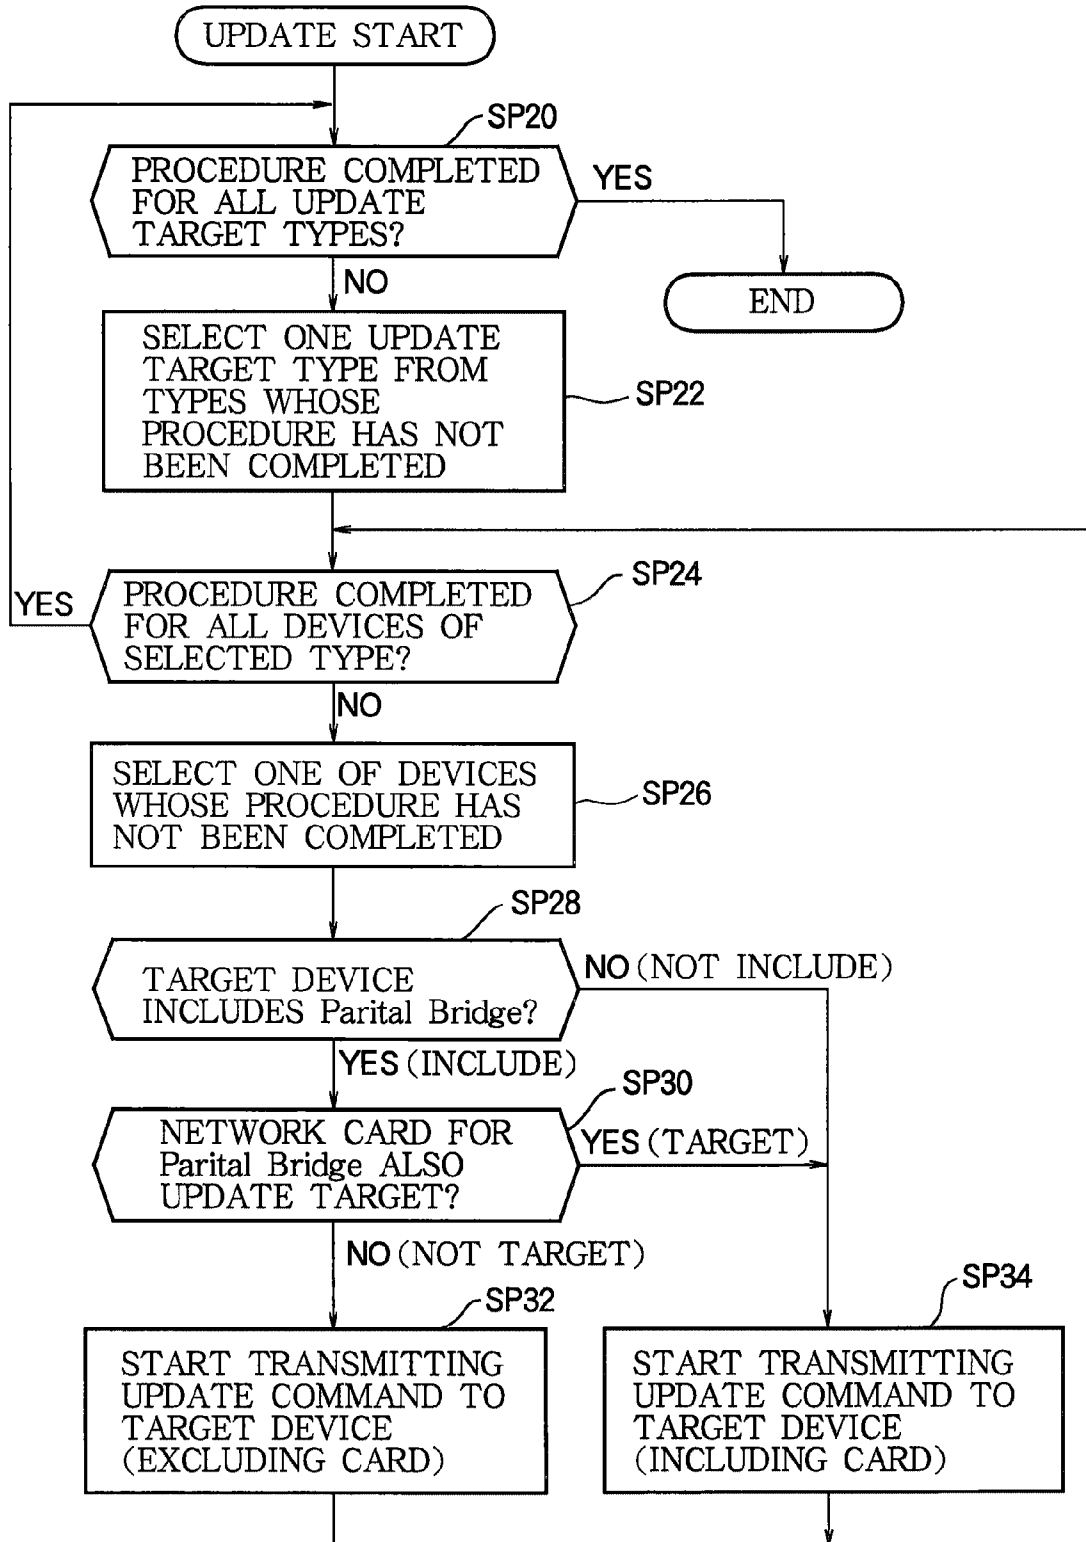 UPDATE START
SP20
PROCEDURE COMPLETED
FOR ALL UPDATE
TARGET TYPES?
YES
NO
END
SELECT ONE UPDATE
TARGET TYPE FROM
TYPES WHOSE
PROCEDURE HAS NOT
BEEN COMPLETED
SP22
SP24
YES
PROCEDURE COMPLETED
FOR ALL DEVICES OF
SELECTED TYPE?
NO
SELECT ONE OF DEVICES
WHOSE PROCEDURE HAS
NOT BEEN COMPLETED
SP26
SP28
TARGET DEVICE
INCLUDES Parital Bridge?
NO (NOT INCLUDE)
YES (INCLUDE)
SP30
NETWORK CARD FOR
Parital Bridge ALSO
UPDATE TARGET?
YES (TARGET)
NO (NOT TARGET)
SP32
START TRANSMITTING
UPDATE COMMAND TO
TARGET DEVICE
(EXCLUDING CARD)
SP34
START TRANSMITTING
UPDATE COMMAND TO
TARGET DEVICE
(INCLUDING CARD)